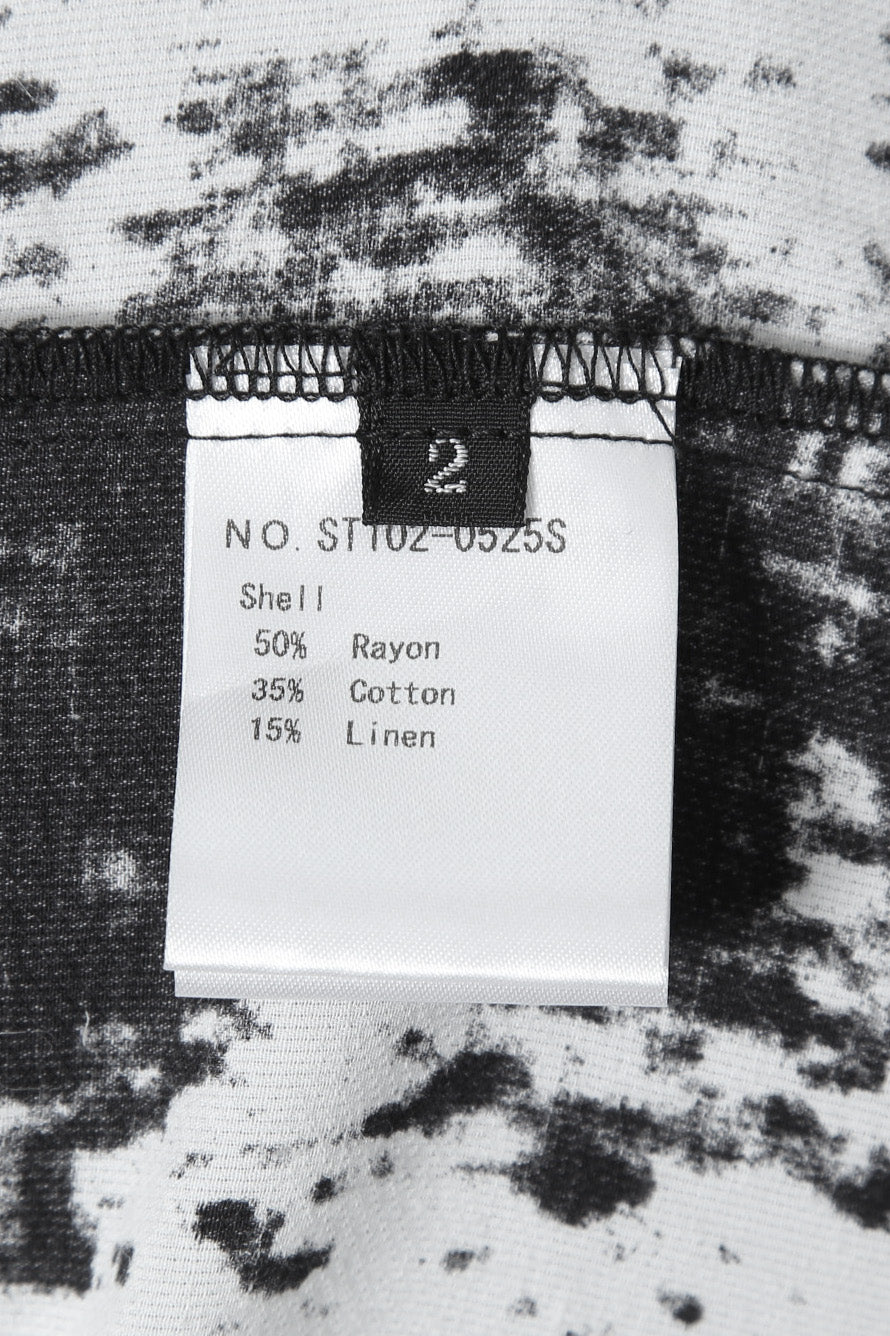 2
NO. ST102-0525S
Shell
50% Rayon
35% Cotton
15% Linen